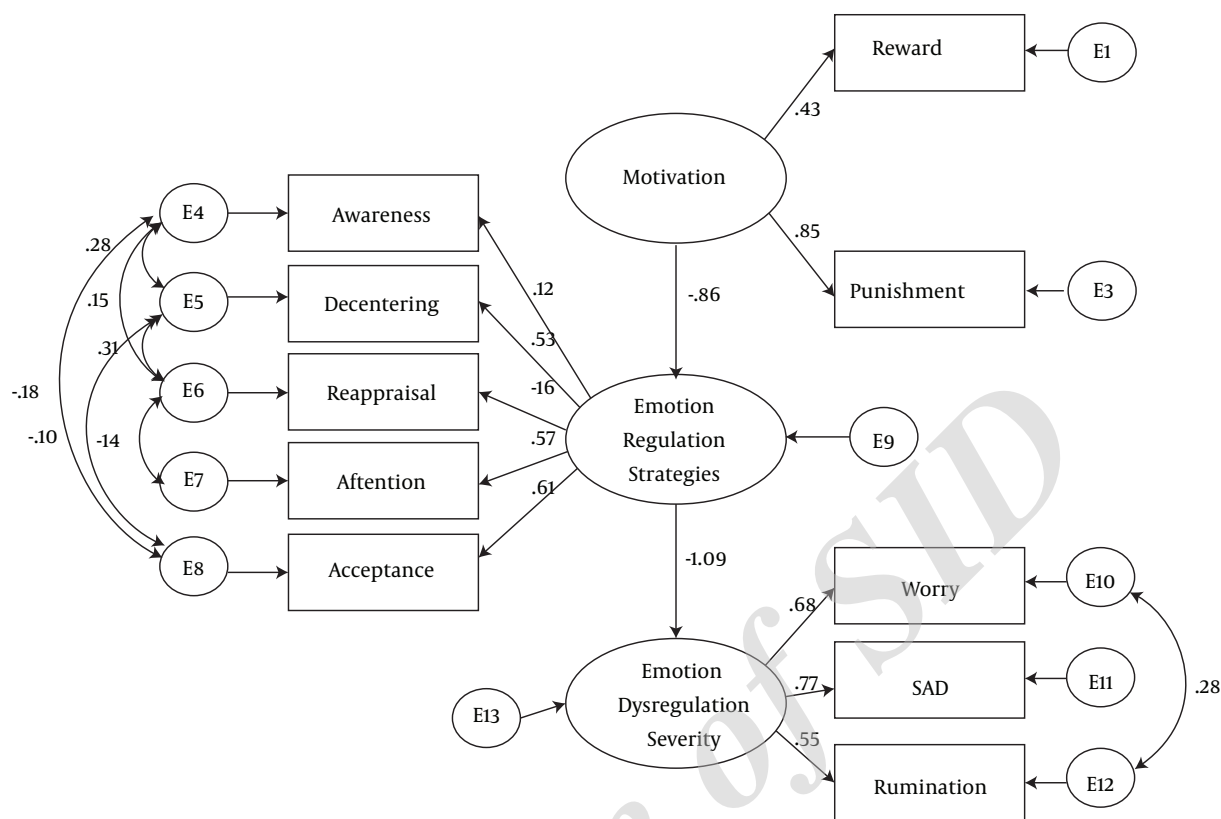 Reward
E1
.43
Motivation
.85
Punishment
E3
E4
Awareness
.28
E5
Decentering
.12
-.86
.15
.53
.31
E6
Reappraisal
-16
-.18
-.10
-14
.57
Emotion
Regulation
Strategies
E9
E7
Aftention
.61
E8
Acceptance
-1.09
Worry
E10
.68
Emotion
Dysregulation
Severity
E13
.77
SAD
E11
.28
.55
Rumination
E12
of SID